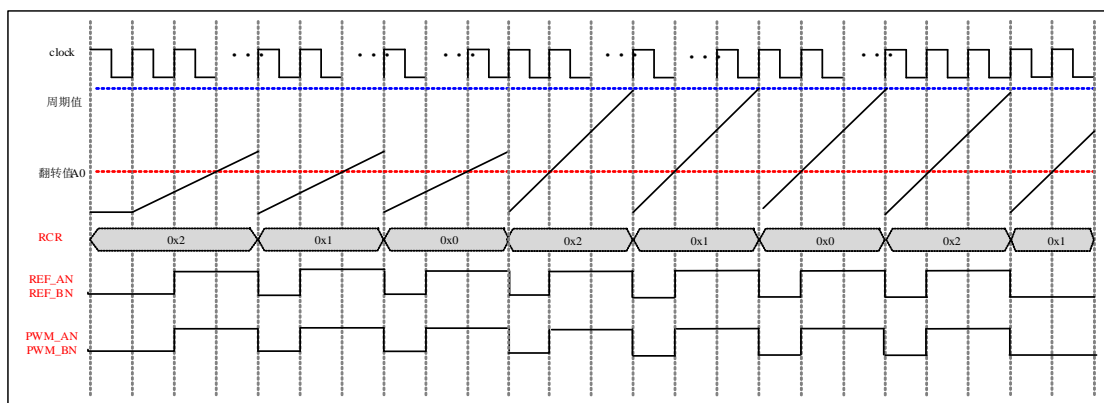 clock
周期值
翻转值A0
RCR 0x2 0x1 0x0 0x2 0x1 0x0 0x2 0x1
REF_AN
REF_BN
PWM_AN
PWM_BN